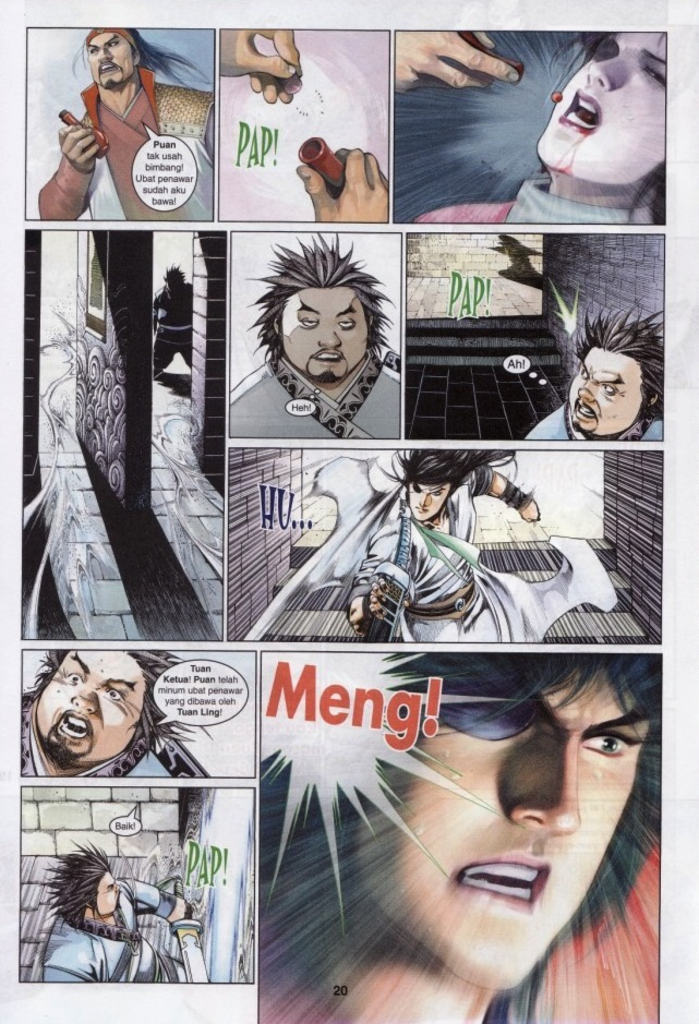 Puan
tak usah
bimbang!
Ubat penawar
sudah aku
bawa!
PAP!
Heh!
PAP!
Ah!
HU...
Tuan
Ketua! Puan telah
minum ubat penawar
yang dibawa oleh
Tuan Ling!
Meng!
Baik!
PAP!
20